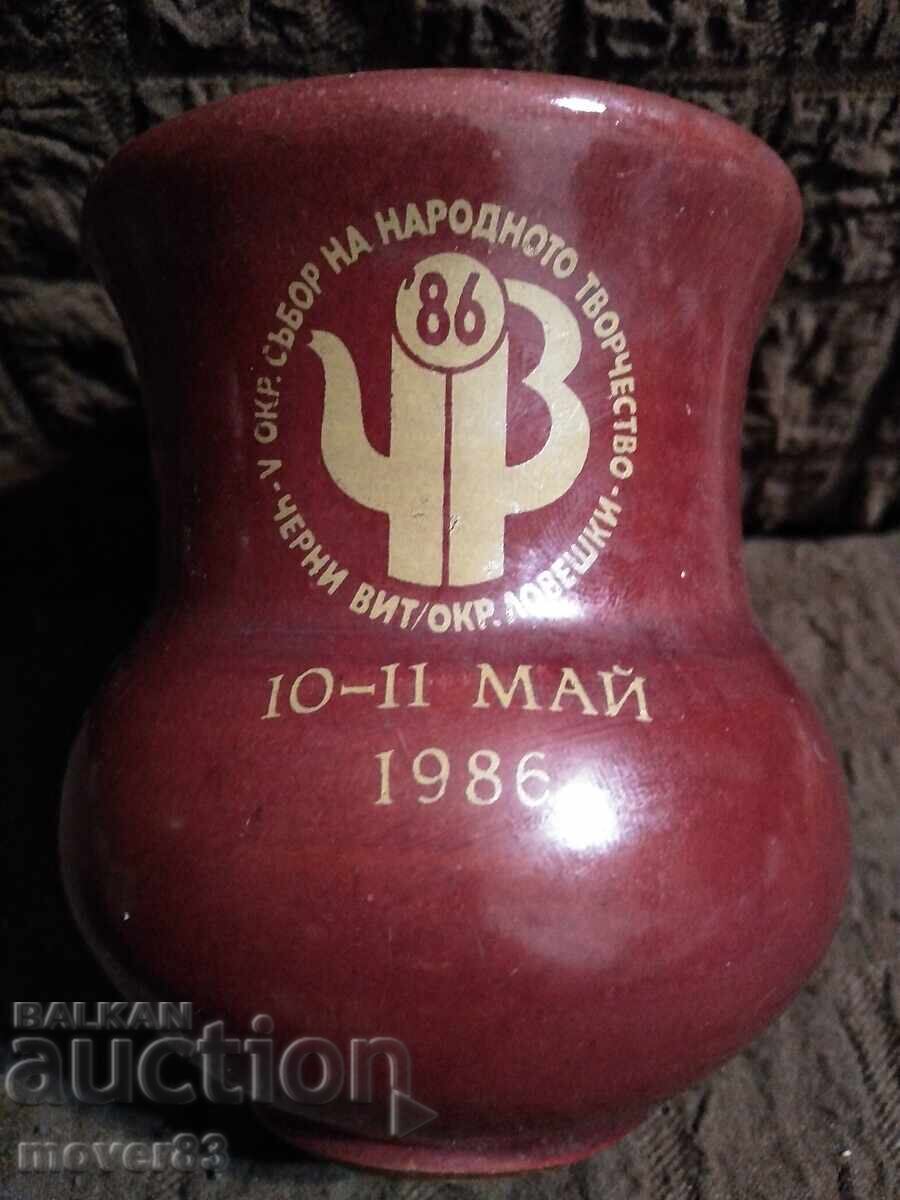 V ОКР. СЪБОР НА НАРОДНОТО ТВОРЧЕСТВО -
ЧЕРНИ ВИТ/ОКР. ЛОВЕШКИ -
'86
ЧВ
10-11 МАЙ
1986
BALKAN
auction
mover83